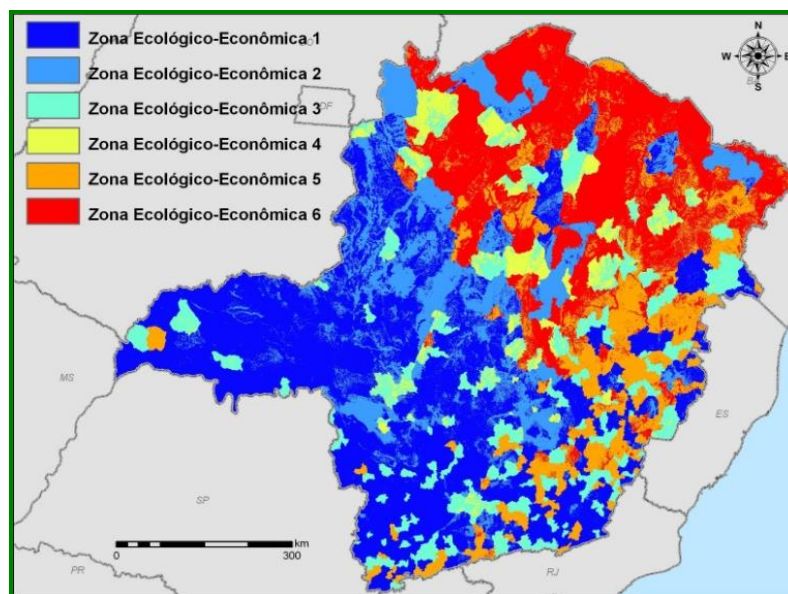 Zona Ecológico-Econômica 1
Zona Ecológico-Econômica 2
Zona Ecológico-Econômica 3
Zona Ecológico-Econômica 4
Zona Ecológico-Econômica 5
Zona Ecológico-Econômica 6
DF
N
W
E
S
BA
MS
ES
SP
km
0
300
PR
RJ